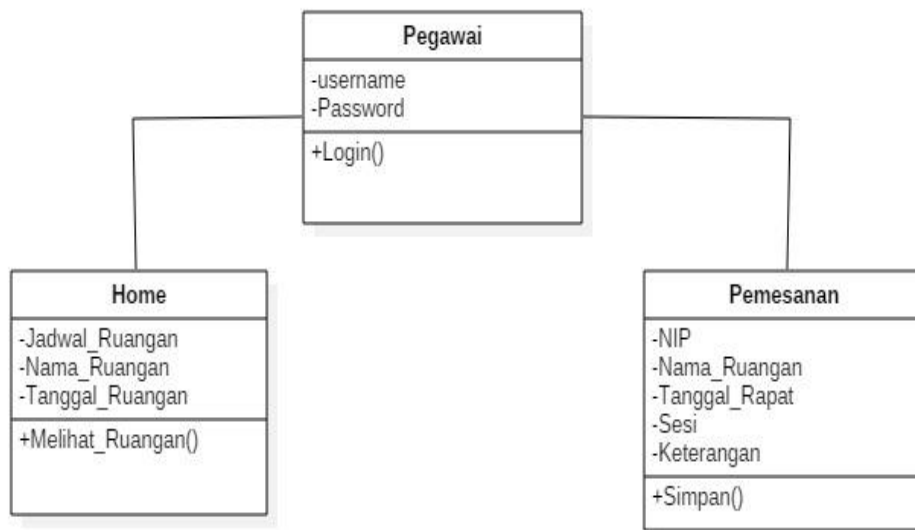 Pegawai
-username
-Password
+Login()
Home
-Jadwal_Ruangan
-Nama_Ruangan
-Tanggal_Ruangan
+Melihat_Ruangan()
Pemesanan
-NIP
-Nama_Ruangan
-Tanggal_Rapat
-Sesi
-Keterangan
+Simpan()